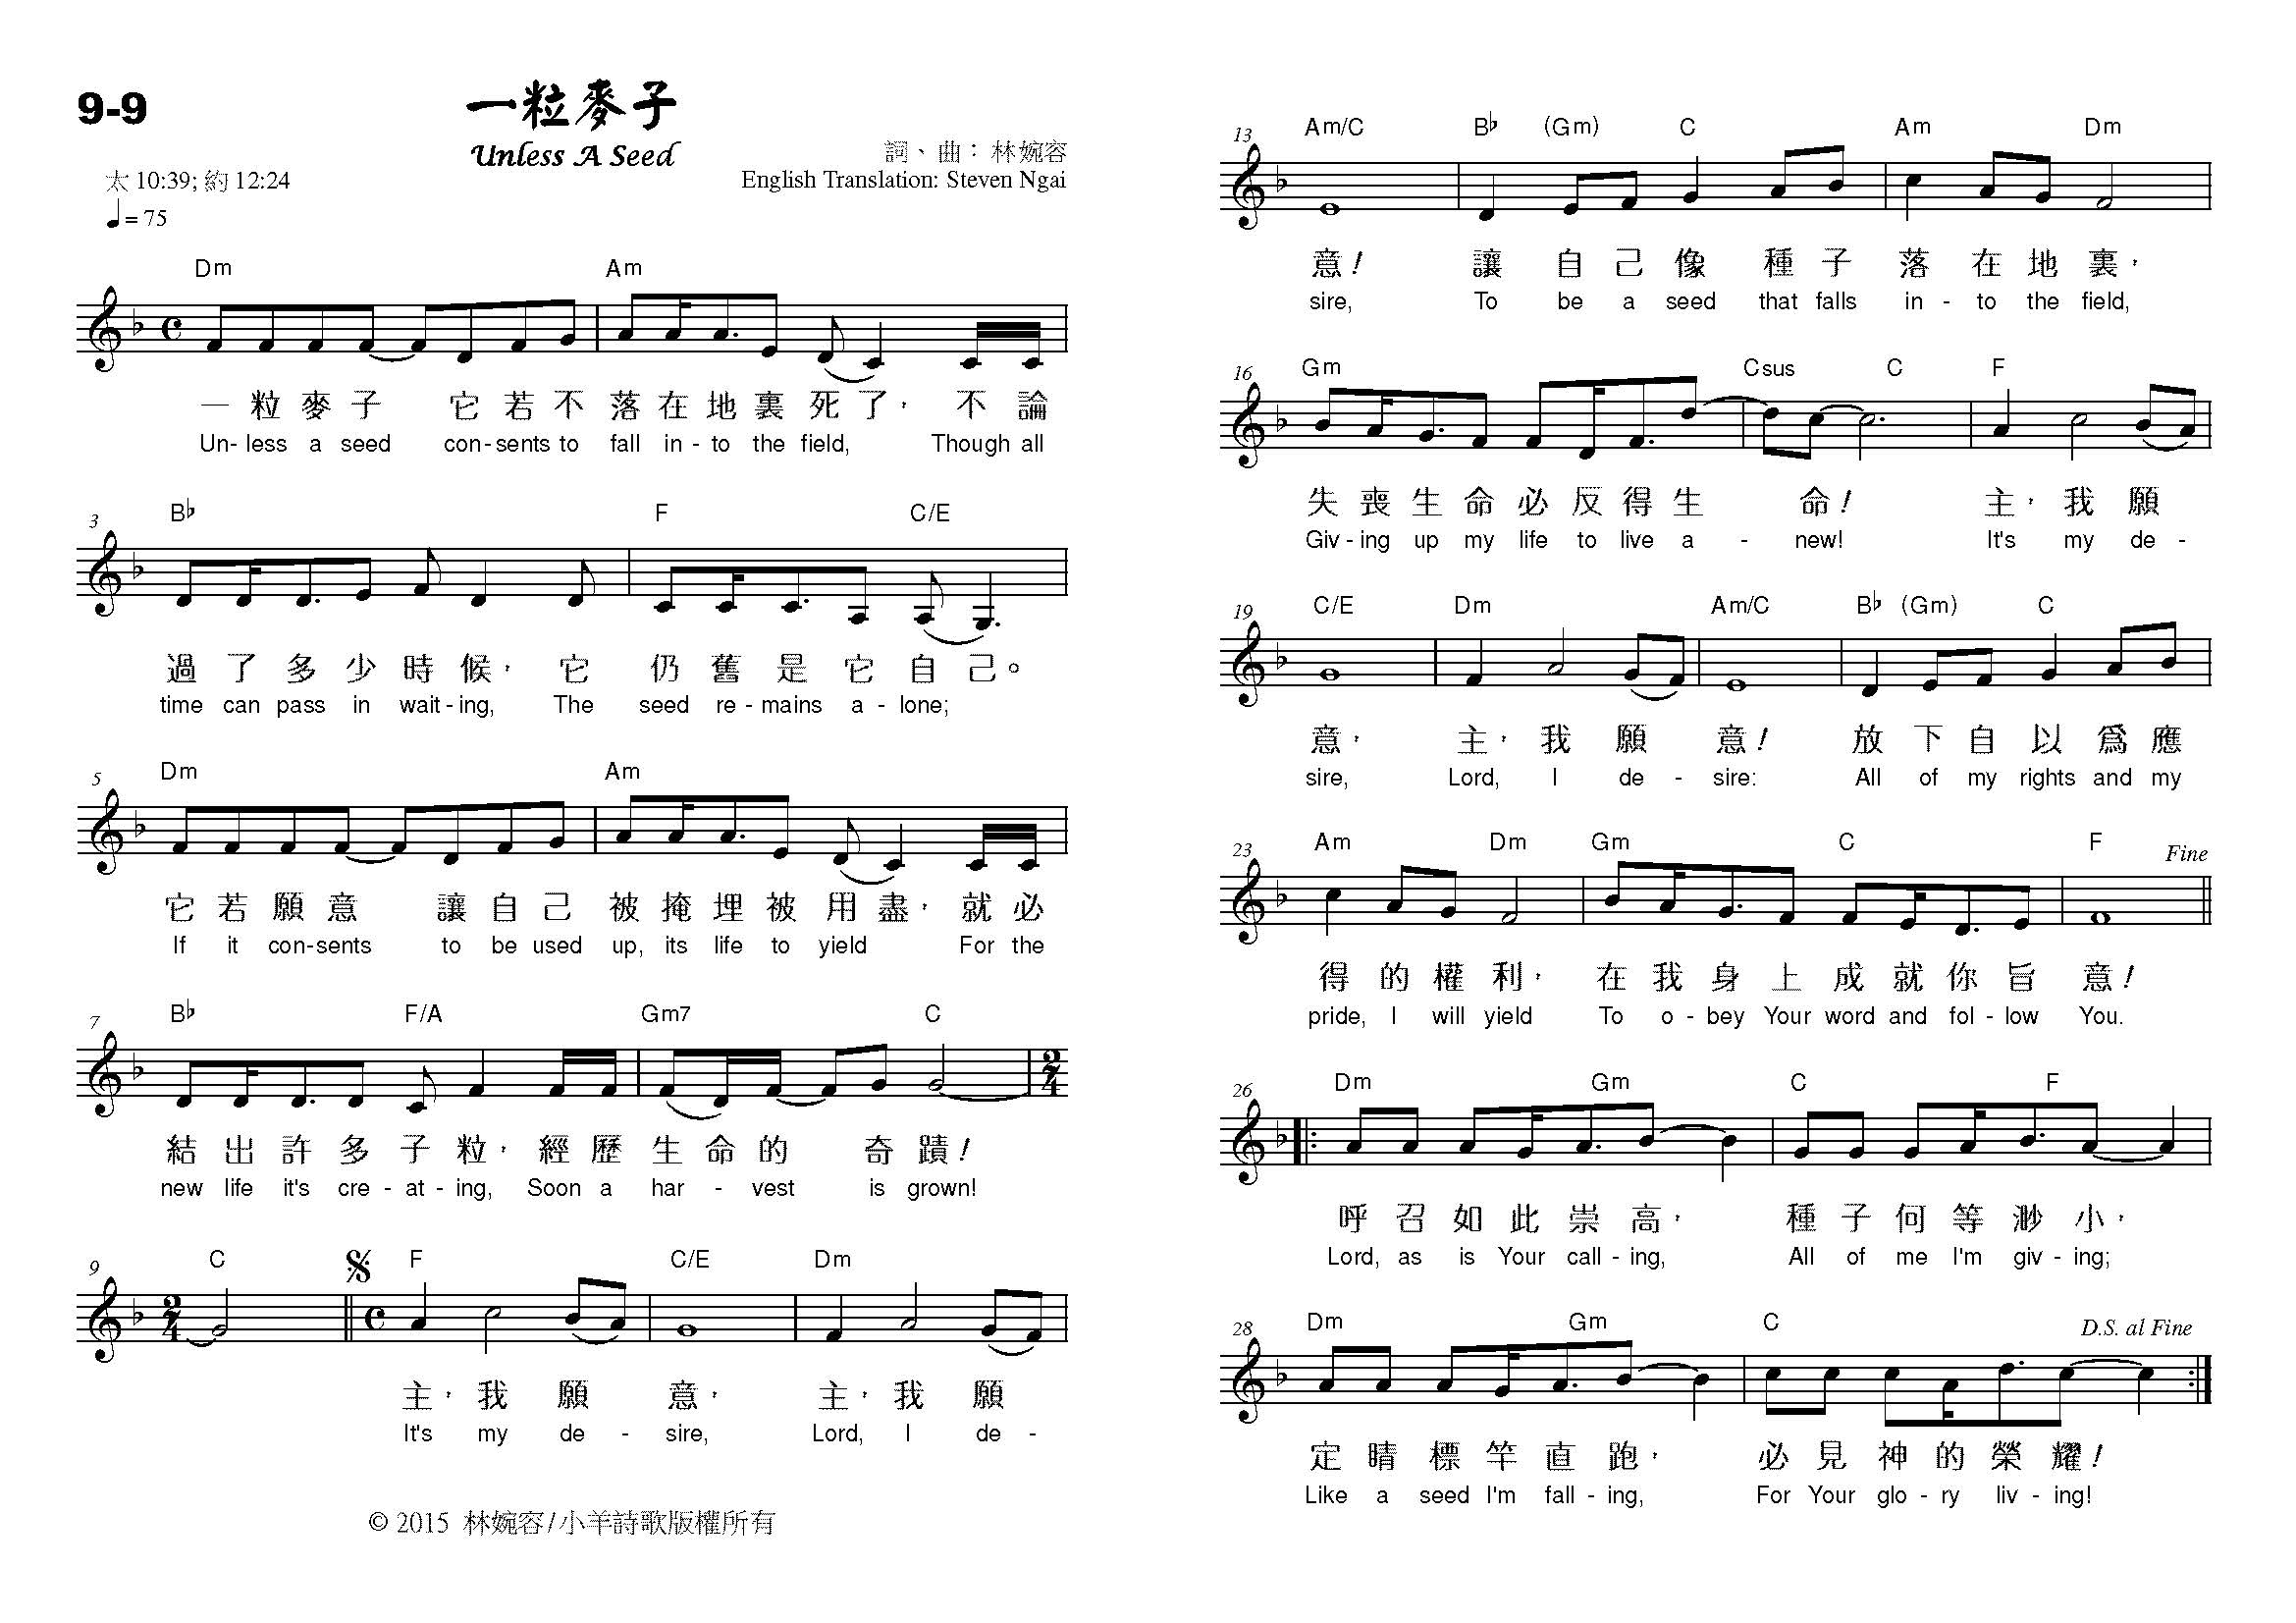 9-9
一粒麥子
Unless A Seed
詞、曲：林婉容
太 10:39; 約 12:24
English Translation: Steven Ngai
♩= 75
Dm Am
一 粒 麥 子 它 若 不 落 在 地 裏 死 了， 不 論
Un- less a seed con-sents to fall in- to the field, Though all
3 B♭ F C/E
過 了 多 少 時 候， 它 仍 舊 是 它 自 己。
time can pass in wait-ing, The seed re-mains a-lone;
5 Dm Am
它 若 願 意 讓 自 己 被 掩 埋 被 用 盡， 就 必
If it con-sents to be used up, its life to yield For the
7 B♭ F/A Gm7 C
2/4
結 出 許 多 子 粒， 經 歷 生 命 的 奇 蹟！
new life it's cre- at- ing, Soon a har - vest is grown!
9 C F C/E Dm
2/4
主， 我 願 意， 主， 我 願
It's my de - sire, Lord, I de -
© 2015 林婉容/小羊詩歌版權所有
13 Am/C B♭ (Gm) C Am Dm
意！ 讓 自 己 像 種 子 落 在 地 裏，
sire, To be a seed that falls in- to the field,
16 Gm Csus C F
失 喪 生 命 必 反 得 生 命！ 主， 我 願
Giv-ing up my life to live a - new! It's my de -
19 C/E Dm Am/C B♭ (Gm) C
意， 主， 我 願 意！ 放 下 自 以 爲 應
sire, Lord, I de - sire: All of my rights and my
23 Am Dm Gm C F Fine
得 的 權 利， 在 我 身 上 成 就 你 旨 意！
pride, I will yield To o-bey Your word and fol-low You.
26 Dm Gm C F
呼 召 如 此 崇 高， 種 子 何 等 渺 小，
Lord, as is Your call-ing, All of me I'm giv-ing;
28 Dm Gm C D.S. al Fine
定 睛 標 竿 直 跑， 必 見 神 的 榮 耀！
Like a seed I'm fall-ing, For Your glo-ry liv-ing!